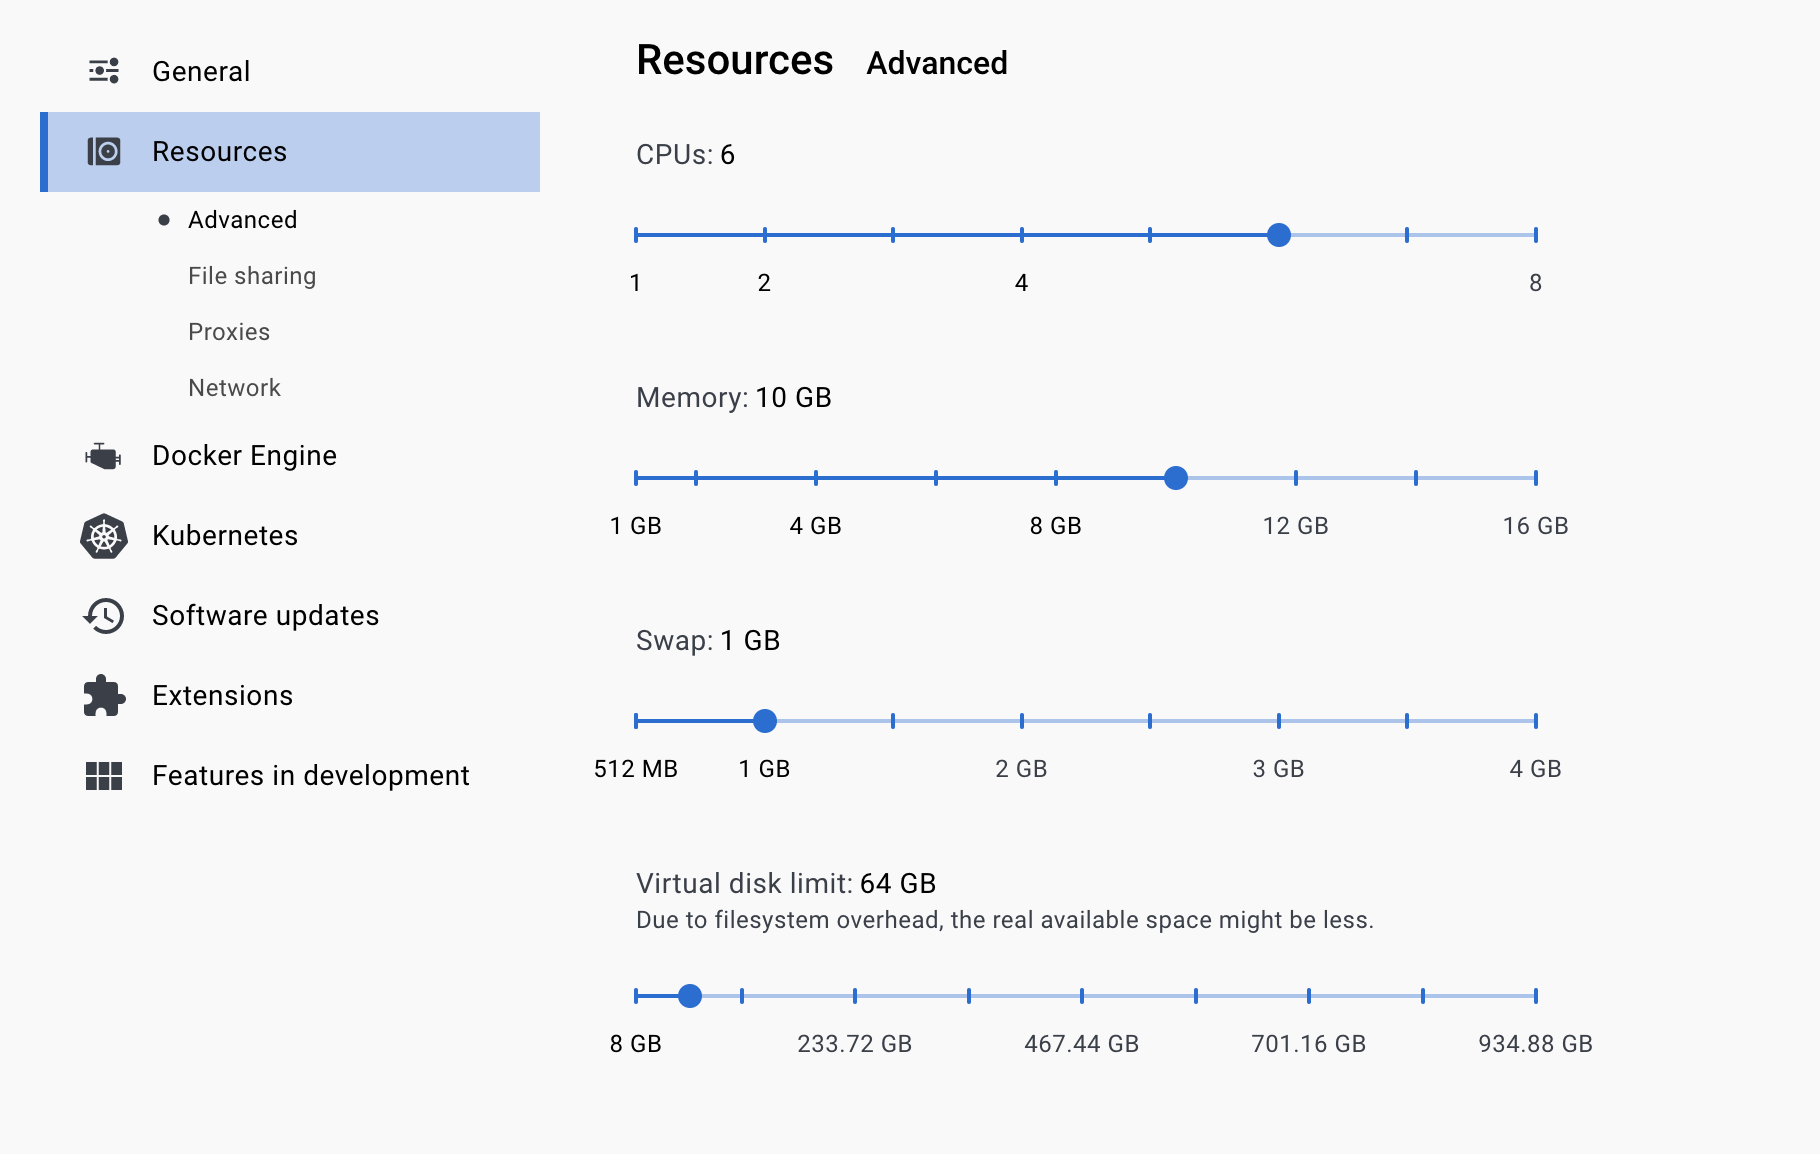 General
Resources
Advanced
File sharing
Proxies
Network
Docker Engine
Kubernetes
Software updates
Extensions
Features in development
Resources Advanced
CPUs: 6
1 2 4 8
Memory: 10 GB
1 GB 4 GB 8 GB 12 GB 16 GB
Swap: 1 GB
512 MB 1 GB 2 GB 3 GB 4 GB
Virtual disk limit: 64 GB
Due to filesystem overhead, the real available space might be less.
8 GB 233.72 GB 467.44 GB 701.16 GB 934.88 GB